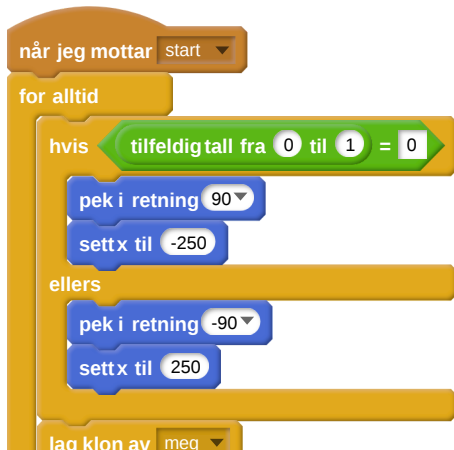 når jeg mottar start
for alltid
hvis tilfeldig tall fra 0 til 1 = 0
pek i retning 90
sett x til -250
ellers
pek i retning -90
sett x til 250
lag klon av meg